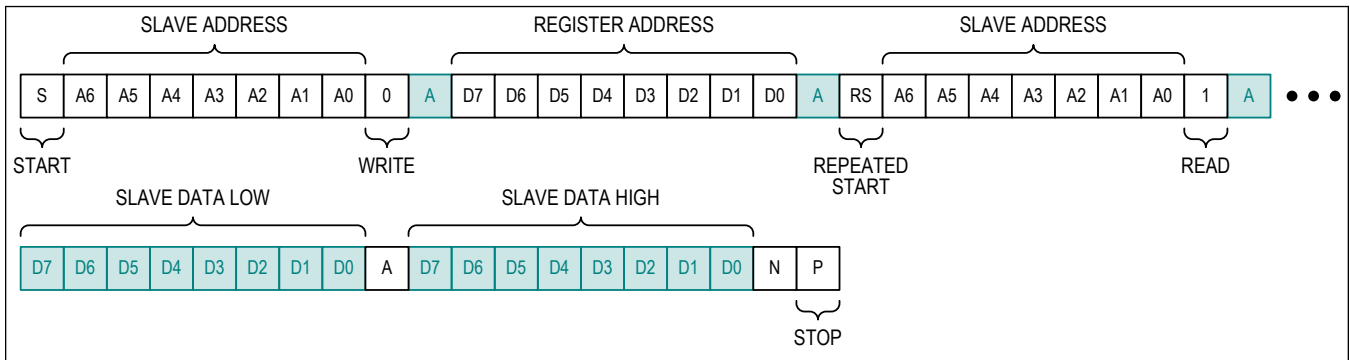 SLAVE ADDRESS REGISTER ADDRESS SLAVE ADDRESS
S A6 A5 A4 A3 A2 A1 A0 0 A D7 D6 D5 D4 D3 D2 D1 D0 A RS A6 A5 A4 A3 A2 A1 A0 1 A
START WRITE REPEATED READ
START
SLAVE DATA LOW SLAVE DATA HIGH
D7 D6 D5 D4 D3 D2 D1 D0 A D7 D6 D5 D4 D3 D2 D1 D0 N P
STOP